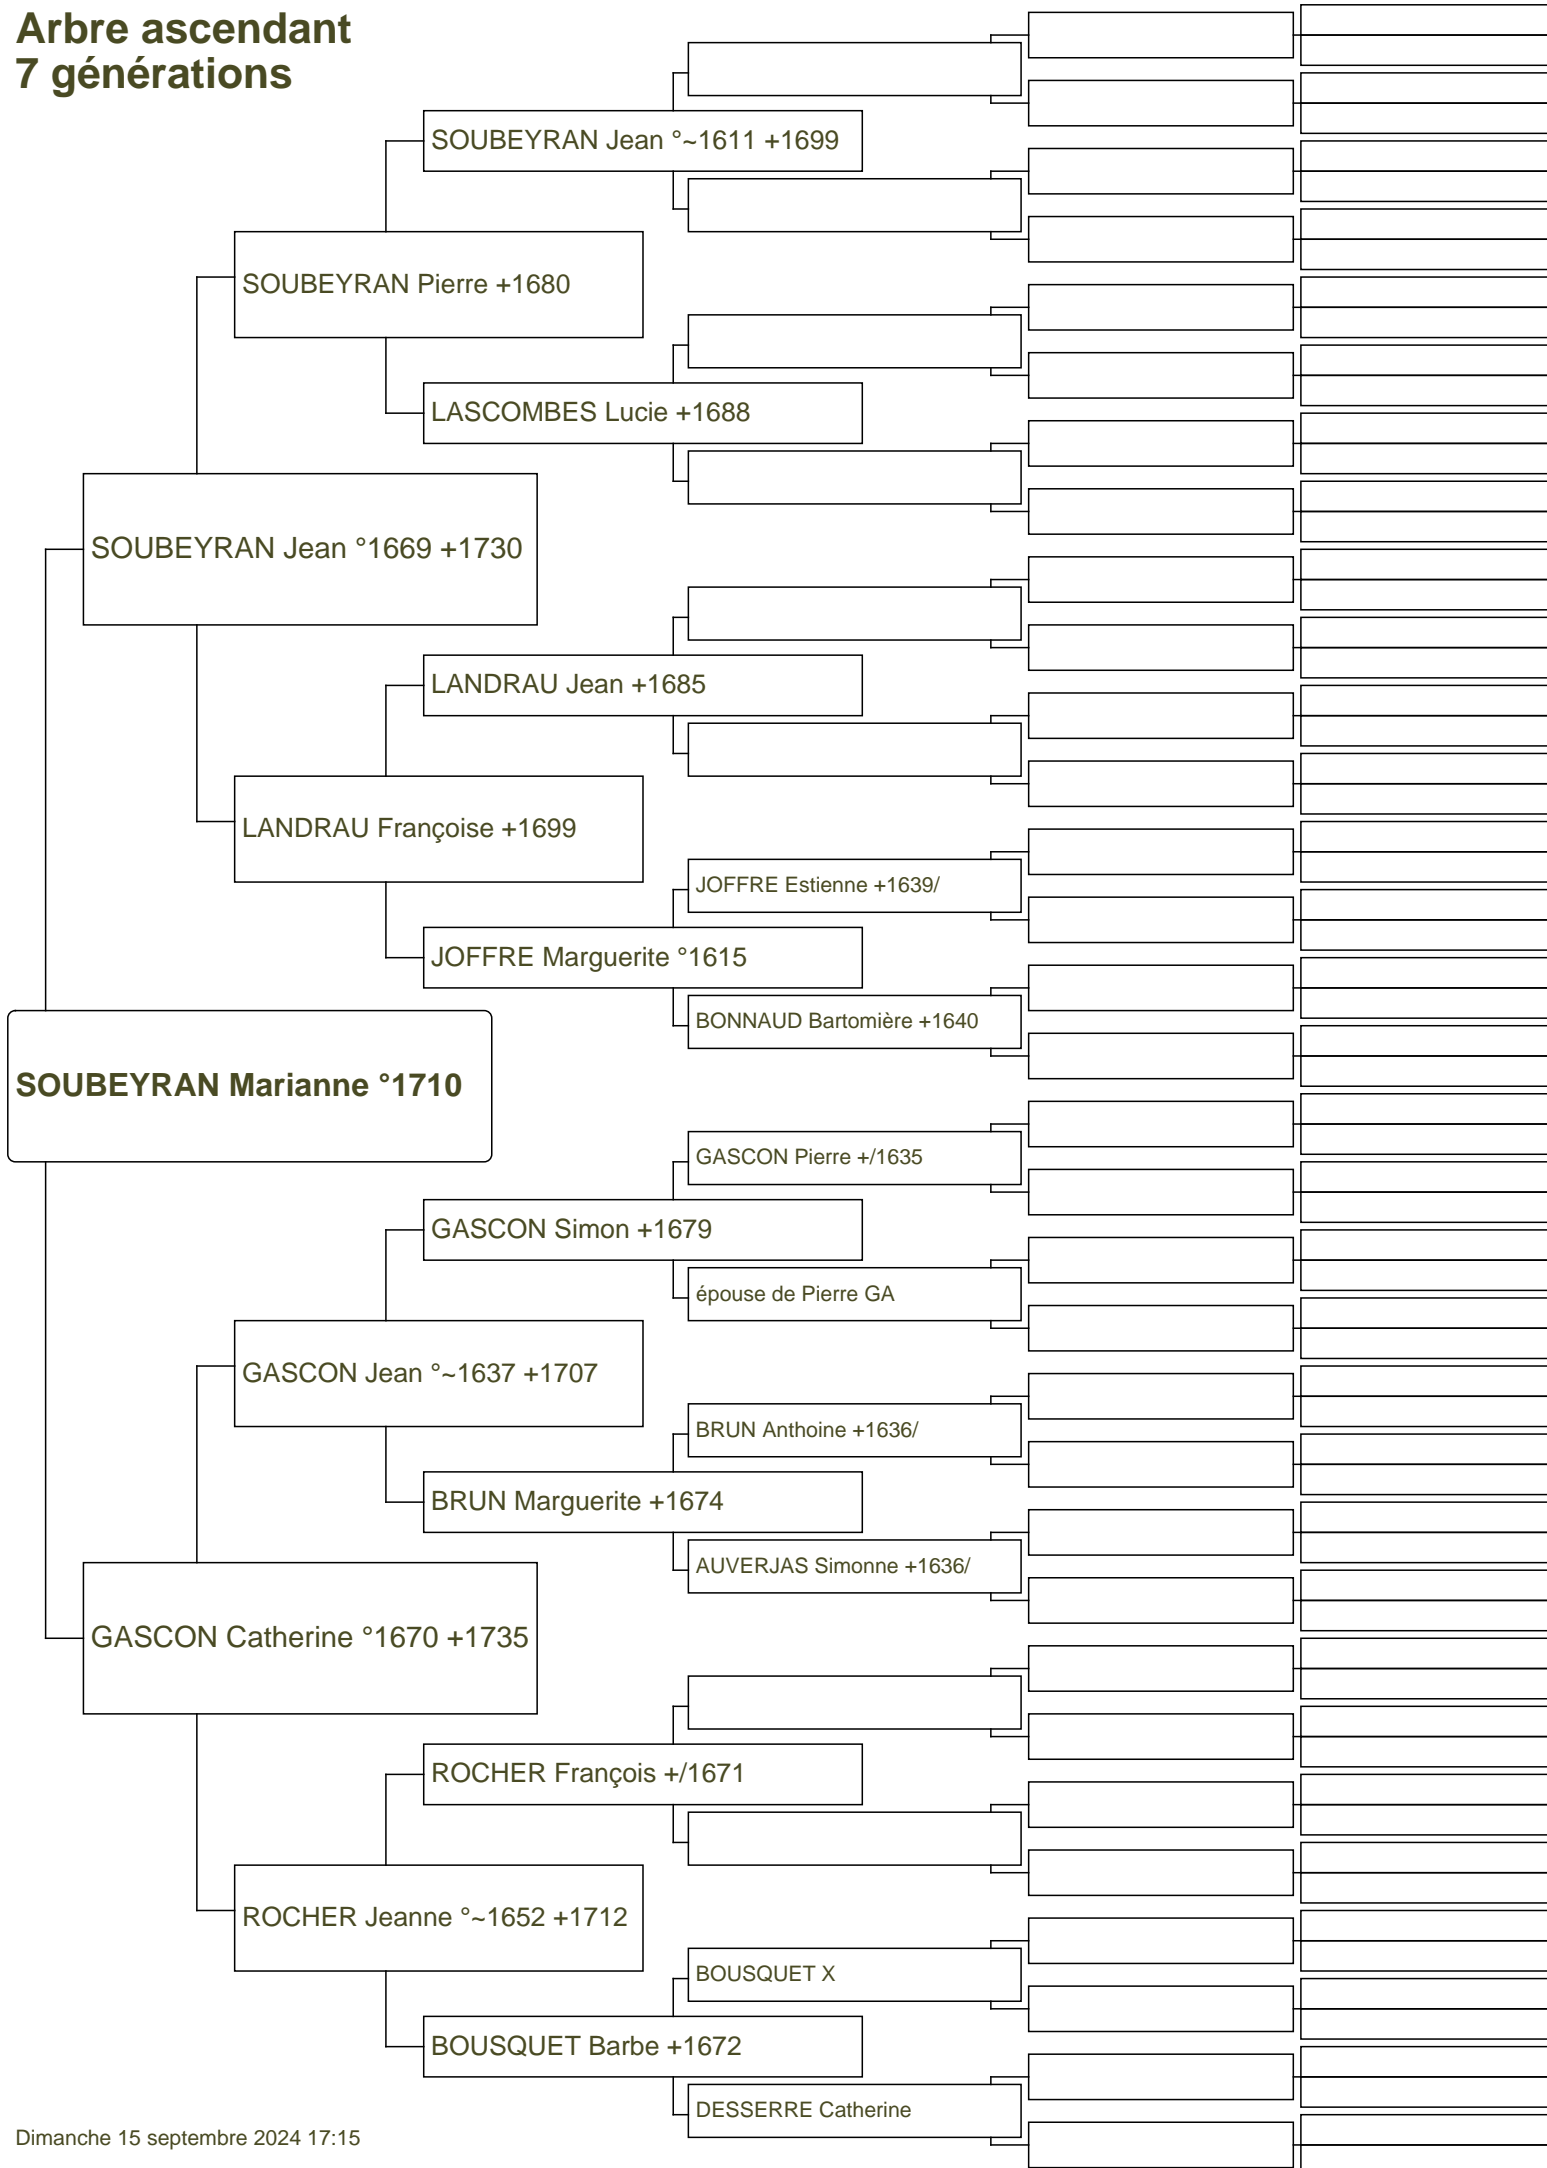 Arbre ascendant
7 générations
SOUBEYRAN Jean °~1611 +1699
SOUBEYRAN Pierre +1680
LASCOMBES Lucie +1688
SOUBEYRAN Jean °1669 +1730
LANDRAU Jean +1685
LANDRAU Françoise +1699
JOFFRE Estienne +1639/
JOFFRE Marguerite °1615
BONNAUD Bartomière +1640
SOUBEYRAN Marianne °1710
GASCON Pierre +/1635
GASCON Simon +1679
épouse de Pierre GA
GASCON Jean °~1637 +1707
BRUN Anthoine +1636/
BRUN Marguerite +1674
AUVERJAS Simonne +1636/
GASCON Catherine °1670 +1735
ROCHER François +/1671
ROCHER Jeanne °~1652 +1712
BOUSQUET X
BOUSQUET Barbe +1672
DESSERRE Catherine
Dimanche 15 septembre 2024 17:15